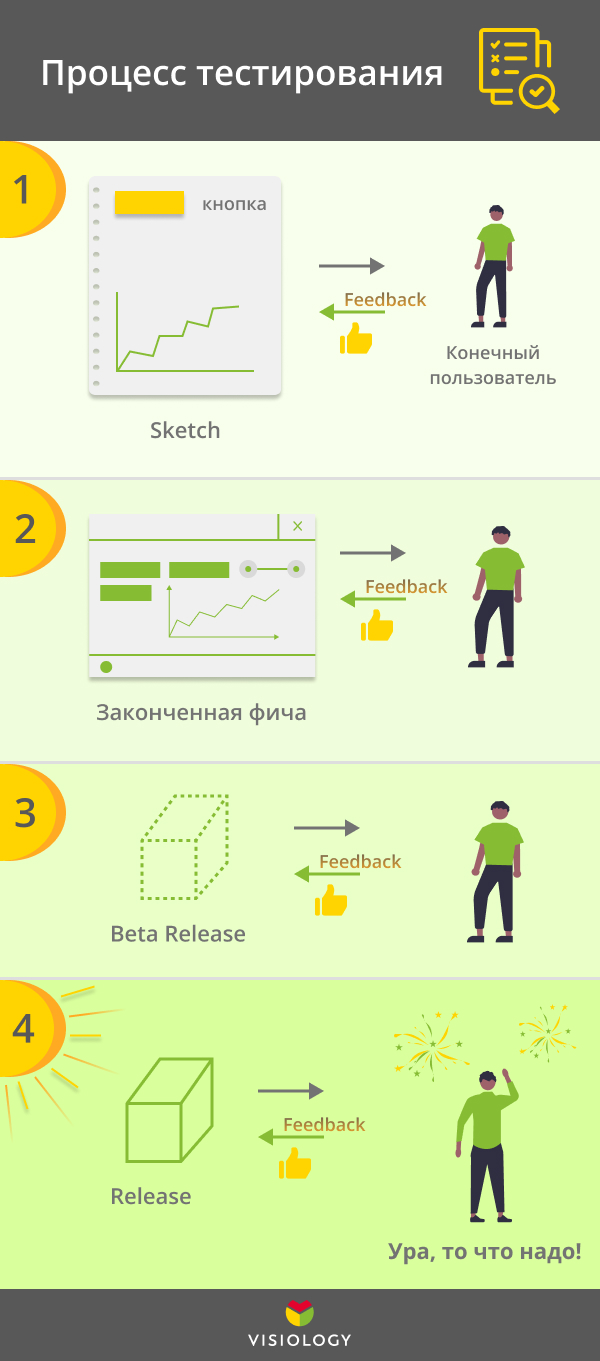 Процесс тестирования
1
кнопка
Feedback
Конечный
пользователь
Sketch
2
×
Feedback
Законченная фича
3
Feedback
Beta Release
4
Feedback
Release
Ура, то что надо!
VISIOLOGY